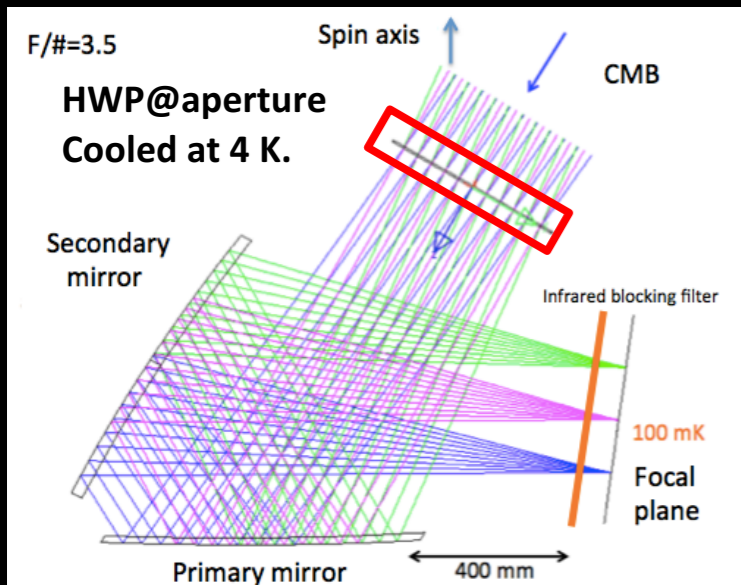 F/#=3.5
Spin axis
CMB
HWP@aperture
Cooled at 4 K.
Secondary
mirror
Infrared blocking filter
100 mK
Focal
plane
400 mm
Primary mirror